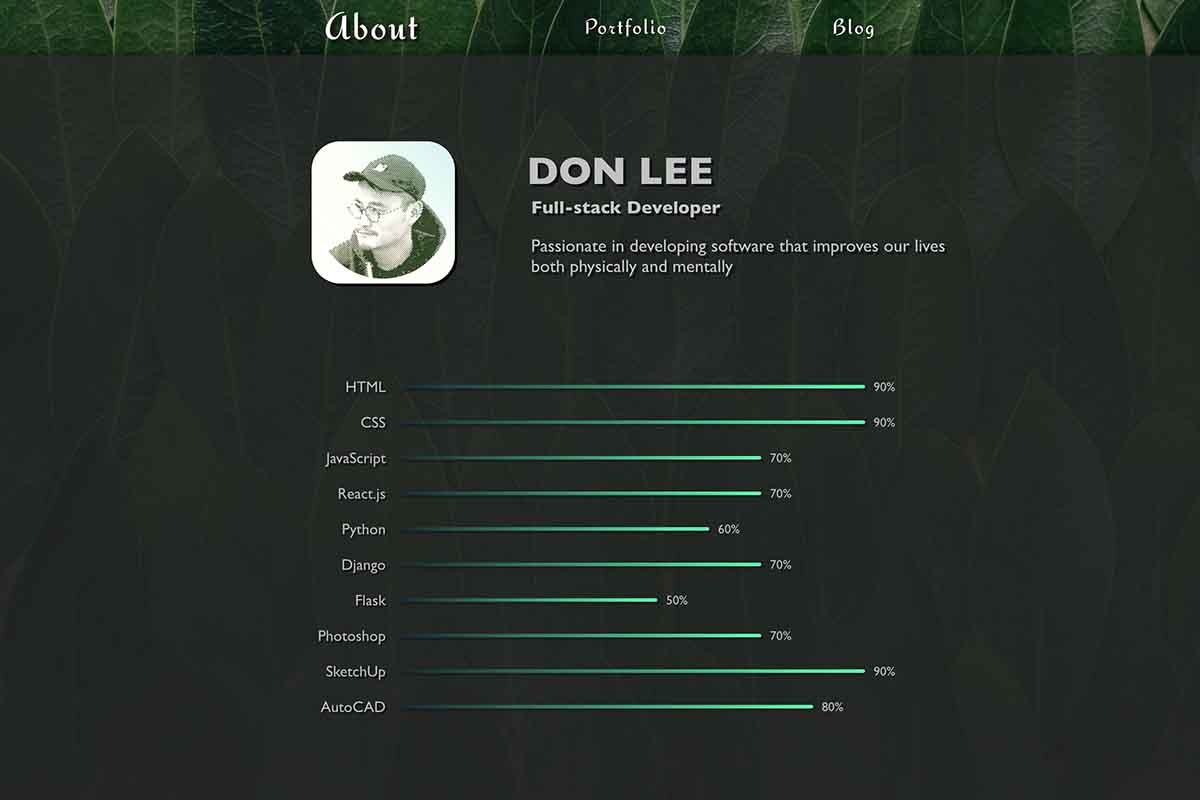 About Portfolio Blog
DON LEE
Full-stack Developer
Passionate in developing software that improves our lives
both physically and mentally
HTML 90%
CSS 90%
JavaScript 70%
React.js 70%
Python 60%
Django 70%
Flask 50%
Photoshop 70%
SketchUp 90%
AutoCAD 80%